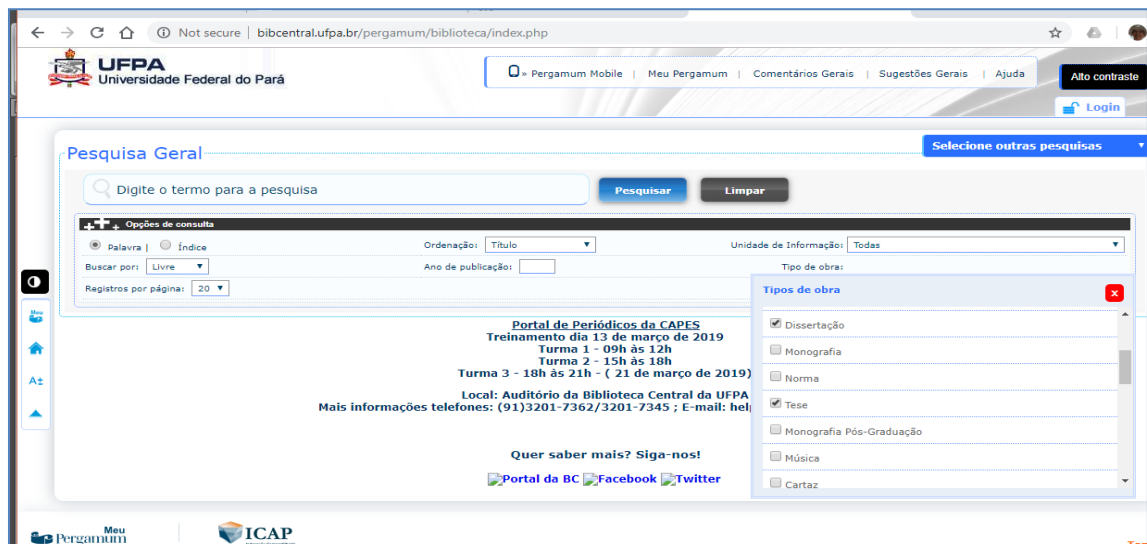 Not secure | bibcentral.ufpa.br/pergamum/biblioteca/index.php
UFPA
Universidade Federal do Pará
» Pergamum Mobile | Meu Pergamum | Comentários Gerais | Sugestões Gerais | Ajuda
Alto contraste
Login
Pesquisa Geral
Selecione outras pesquisas
Digite o termo para a pesquisa
Pesquisar
Limpar
Opções de consulta
Palavra | Índice
Ordenação: Título
Unidade de Informação: Todas
Buscar por: Livre
Ano de publicação:
Tipo de obra:
Registros por página: 20
Tipos de obra
x
Dissertação
Monografia
Norma
Tese
Monografia Pós-Graduação
Música
Cartaz
Meu
A±
Portal de Periódicos da CAPES
Treinamento dia 13 de março de 2019
Turma 1 - 09h às 12h
Turma 2 - 15h às 18h
Turma 3 - 18h às 21h - ( 21 de março de 2019)
Local: Auditório da Biblioteca Central da UFPA
Mais informações telefones: (91)3201-7362/3201-7345 ; E-mail: hel
Quer saber mais? Siga-nos!
Portal da BC Facebook Twitter
Meu
Pergamum
ICAP